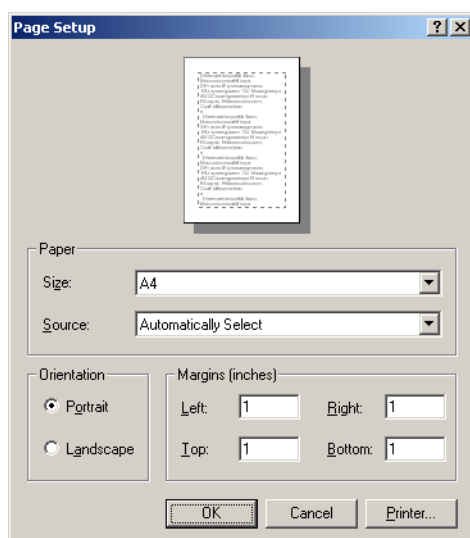 Page Setup
Paper
Size: A4
Source: Automatically Select
Orientation
Portrait
Landscape
Margins (inches)
Left: 1 Right: 1
Top: 1 Bottom: 1
OK Cancel Printer...